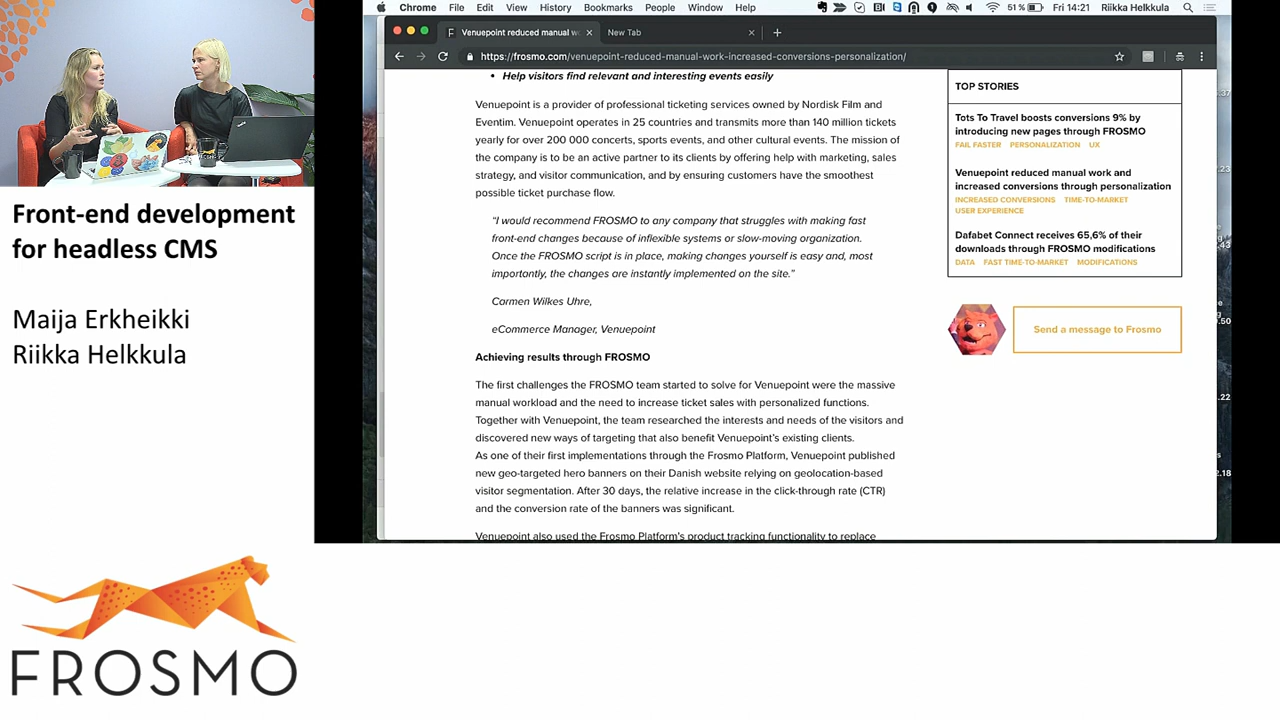 Chrome File Edit View History Bookmarks People Window Help 51% Fri 14:21 Riikka Helkkula
Venuepoint reduced manual w
New Tab
https://frosmo.com/venuepoint-reduced-manual-work-increased-conversions-personalization/
• Help visitors find relevant and interesting events easily
Venuepoint is a provider of professional ticketing services owned by Nordisk Film and
Eventim. Venuepoint operates in 25 countries and transmits more than 140 million tickets
yearly for over 200 000 concerts, sports events, and other cultural events. The mission of
the company is to be an active partner to its clients by offering help with marketing, sales
strategy, and visitor communication, and by ensuring customers have the smoothest
possible ticket purchase flow.
“I would recommend FROSMO to any company that struggles with making fast
front-end changes because of inflexible systems or slow-moving organization.
Once the FROSMO script is in place, making changes yourself is easy and, most
importantly, the changes are instantly implemented on the site.”
Carmen Wilkes Uhre,
eCommerce Manager, Venuepoint
Achieving results through FROSMO
The first challenges the FROSMO team started to solve for Venuepoint were the massive
manual workload and the need to increase ticket sales with personalized functions.
Together with Venuepoint, the team researched the interests and needs of the visitors and
discovered new ways of targeting that also benefit Venuepoint’s existing clients.
As one of their first implementations through the Frosmo Platform, Venuepoint published
new geo-targeted hero banners on their Danish website relying on geolocation-based
visitor segmentation. After 30 days, the relative increase in the click-through rate (CTR)
and the conversion rate of the banners was significant.
Venuepoint also used the Frosmo Platform’s product tracking functionality to replace
TOP STORIES
Tots To Travel boosts conversions 9% by
introducing new pages through FROSMO
FAIL FASTER PERSONALIZATION UX
Venuepoint reduced manual work and
increased conversions through personalization
INCREASED CONVERSIONS TIME-TO-MARKET
USER EXPERIENCE
Dafabet Connect receives 65,6% of their
downloads through FROSMO modifications
DATA FAST TIME-TO-MARKET MODIFICATIONS
Send a message to Frosmo
Front-end development
for headless CMS
Maija Erkheikki
Riikka Helkkula
FROSMO